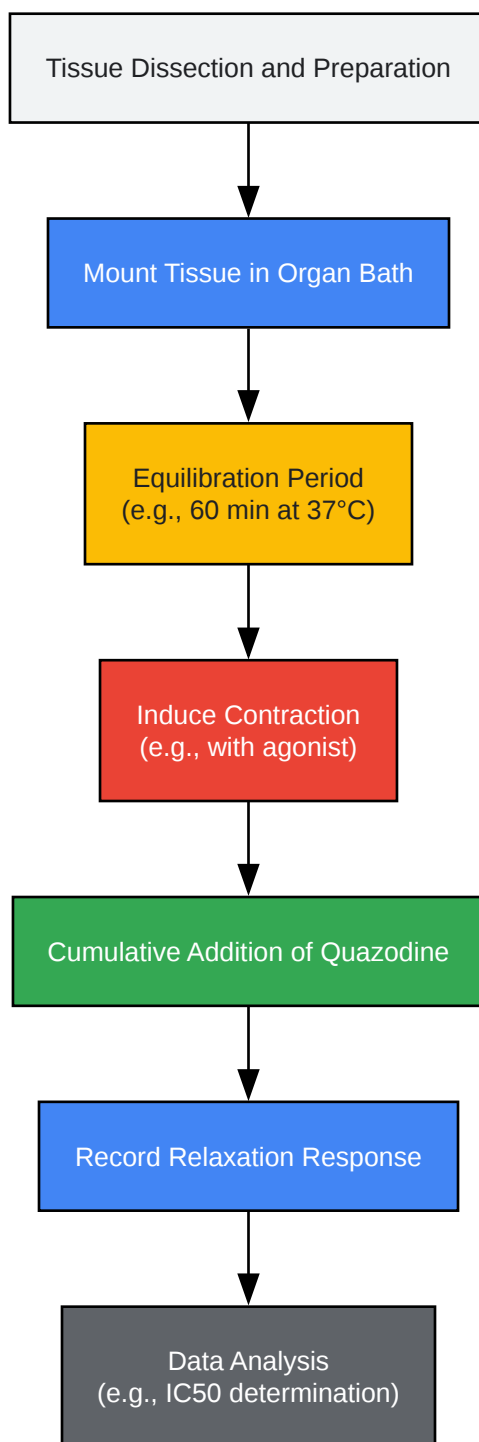 Tissue Dissection and Preparation
Mount Tissue in Organ Bath
Equilibration Period
(e.g., 60 min at 37°C)
Induce Contraction
(e.g., with agonist)
Cumulative Addition of Quazodine
Record Relaxation Response
Data Analysis
(e.g., IC50 determination)